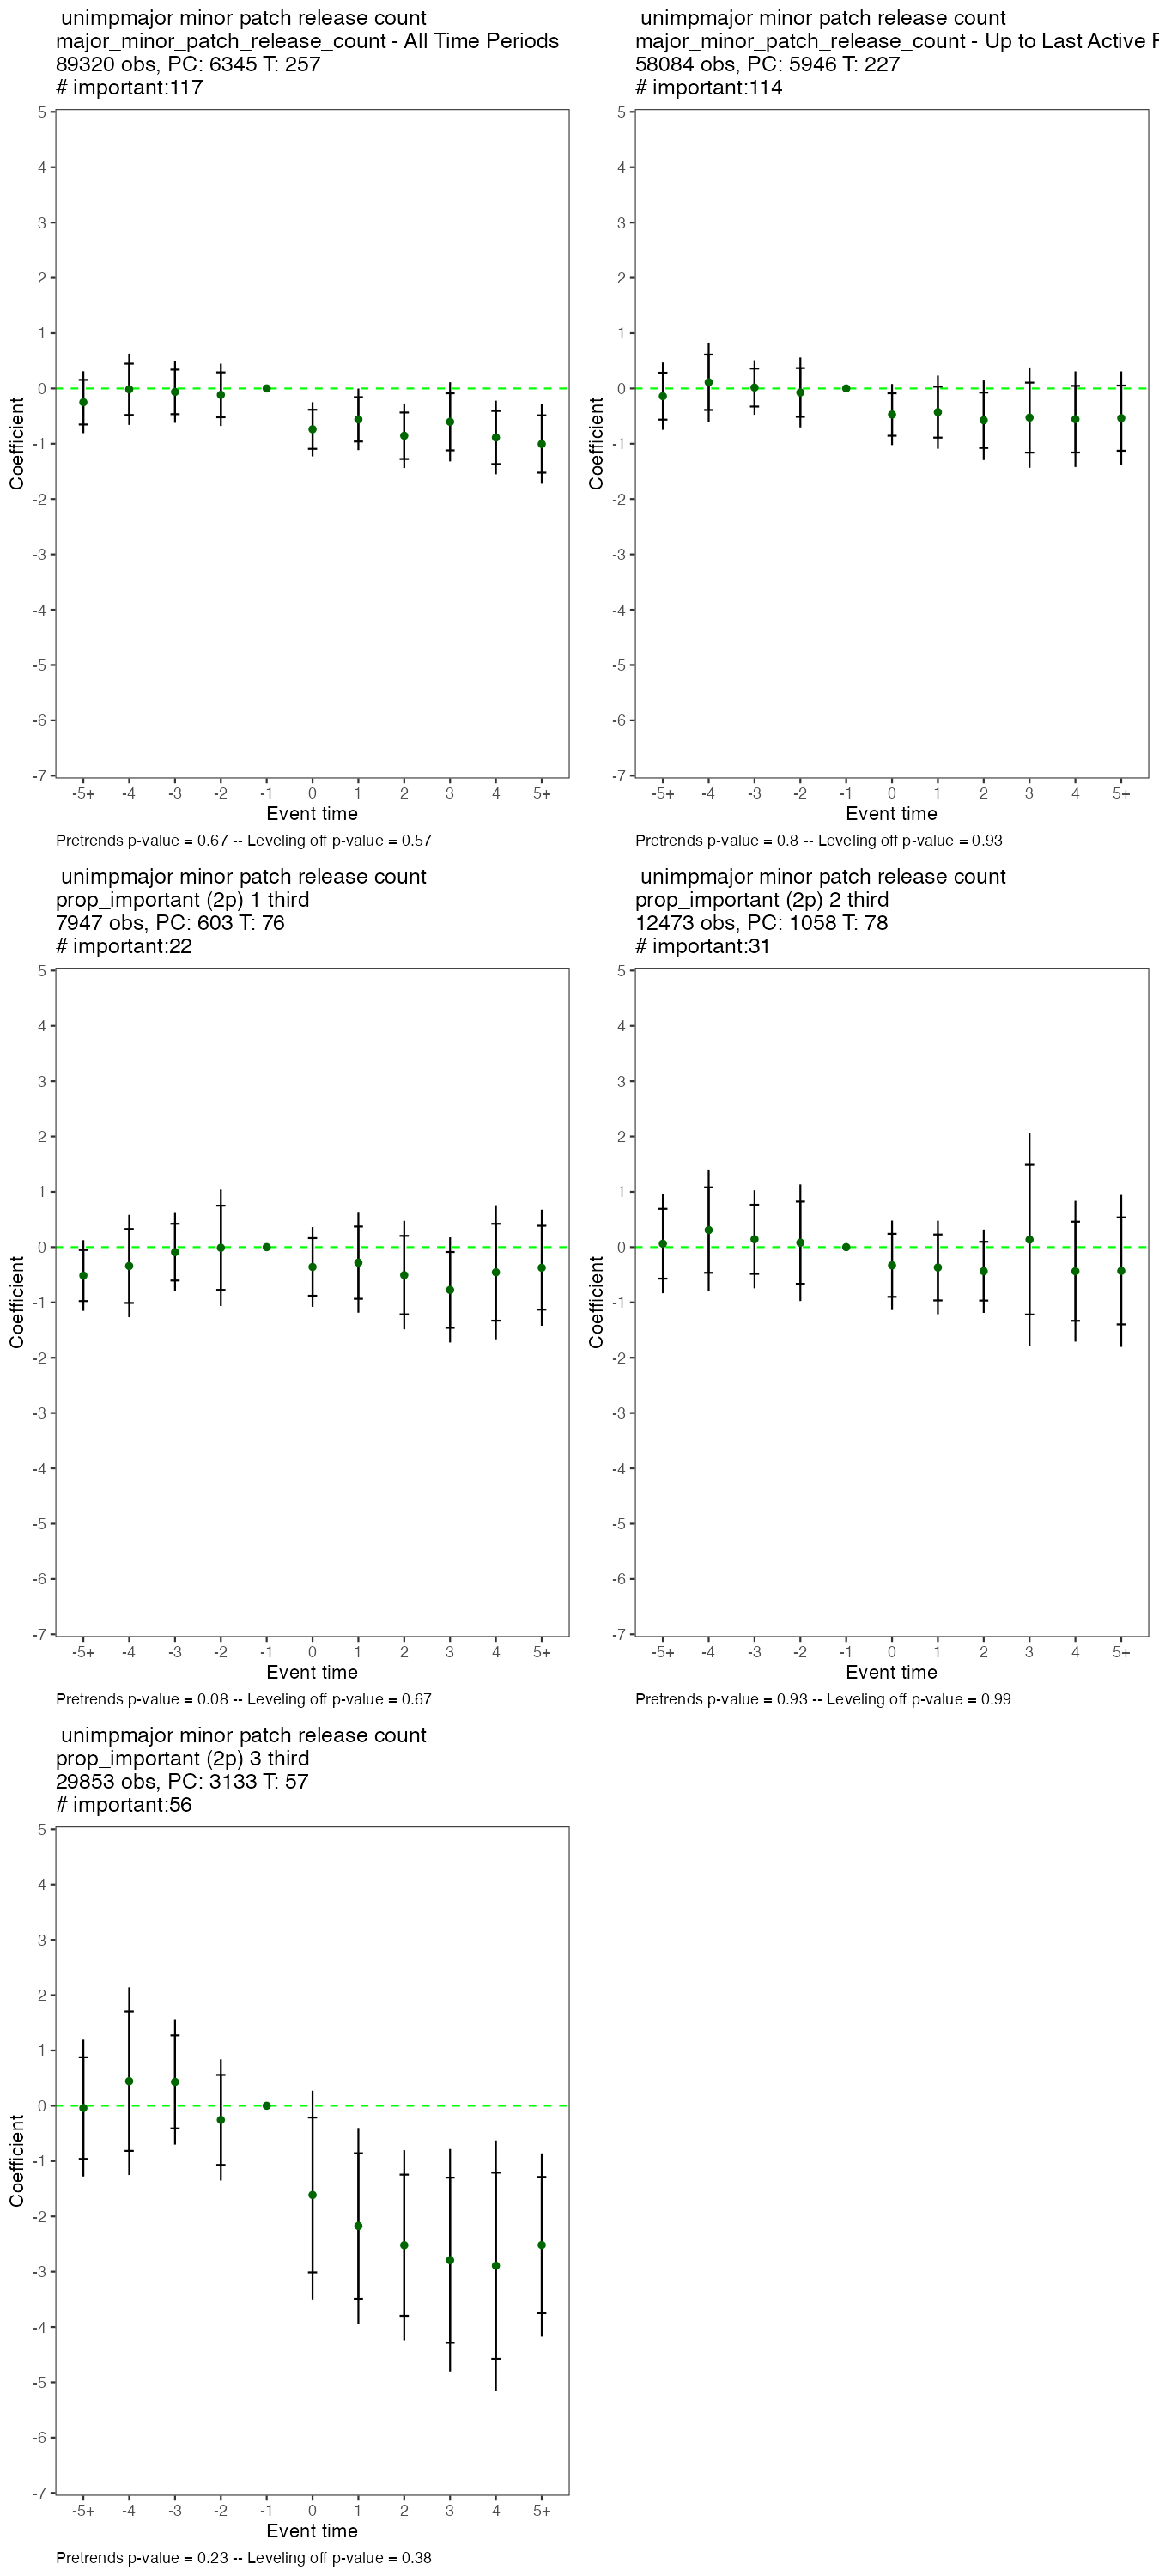 unimpmajor minor patch release count
major_minor_patch_release_count - All Time Periods
89320 obs, PC: 6345 T: 257
# important:117
5
4
3
2
1
0
-1
-2
-3
-4
-5
-6
-7
Coefficient
-5+ -4 -3 -2 -1 0 1 2 3 4 5+
Event time
Pretrends p-value = 0.67 -- Leveling off p-value = 0.57
unimpmajor minor patch release count
major_minor_patch_release_count - Up to Last Active P
58084 obs, PC: 5946 T: 227
# important:114
5
4
3
2
1
0
-1
-2
-3
-4
-5
-6
-7
Coefficient
-5+ -4 -3 -2 -1 0 1 2 3 4 5+
Event time
Pretrends p-value = 0.8 -- Leveling off p-value = 0.93
unimpmajor minor patch release count
prop_important (2p) 1 third
7947 obs, PC: 603 T: 76
# important:22
5
4
3
2
1
0
-1
-2
-3
-4
-5
-6
-7
Coefficient
-5+ -4 -3 -2 -1 0 1 2 3 4 5+
Event time
Pretrends p-value = 0.08 -- Leveling off p-value = 0.67
unimpmajor minor patch release count
prop_important (2p) 2 third
12473 obs, PC: 1058 T: 78
# important:31
5
4
3
2
1
0
-1
-2
-3
-4
-5
-6
-7
Coefficient
-5+ -4 -3 -2 -1 0 1 2 3 4 5+
Event time
Pretrends p-value = 0.93 -- Leveling off p-value = 0.99
unimpmajor minor patch release count
prop_important (2p) 3 third
29853 obs, PC: 3133 T: 57
# important:56
5
4
3
2
1
0
-1
-2
-3
-4
-5
-6
-7
Coefficient
-5+ -4 -3 -2 -1 0 1 2 3 4 5+
Event time
Pretrends p-value = 0.23 -- Leveling off p-value = 0.38